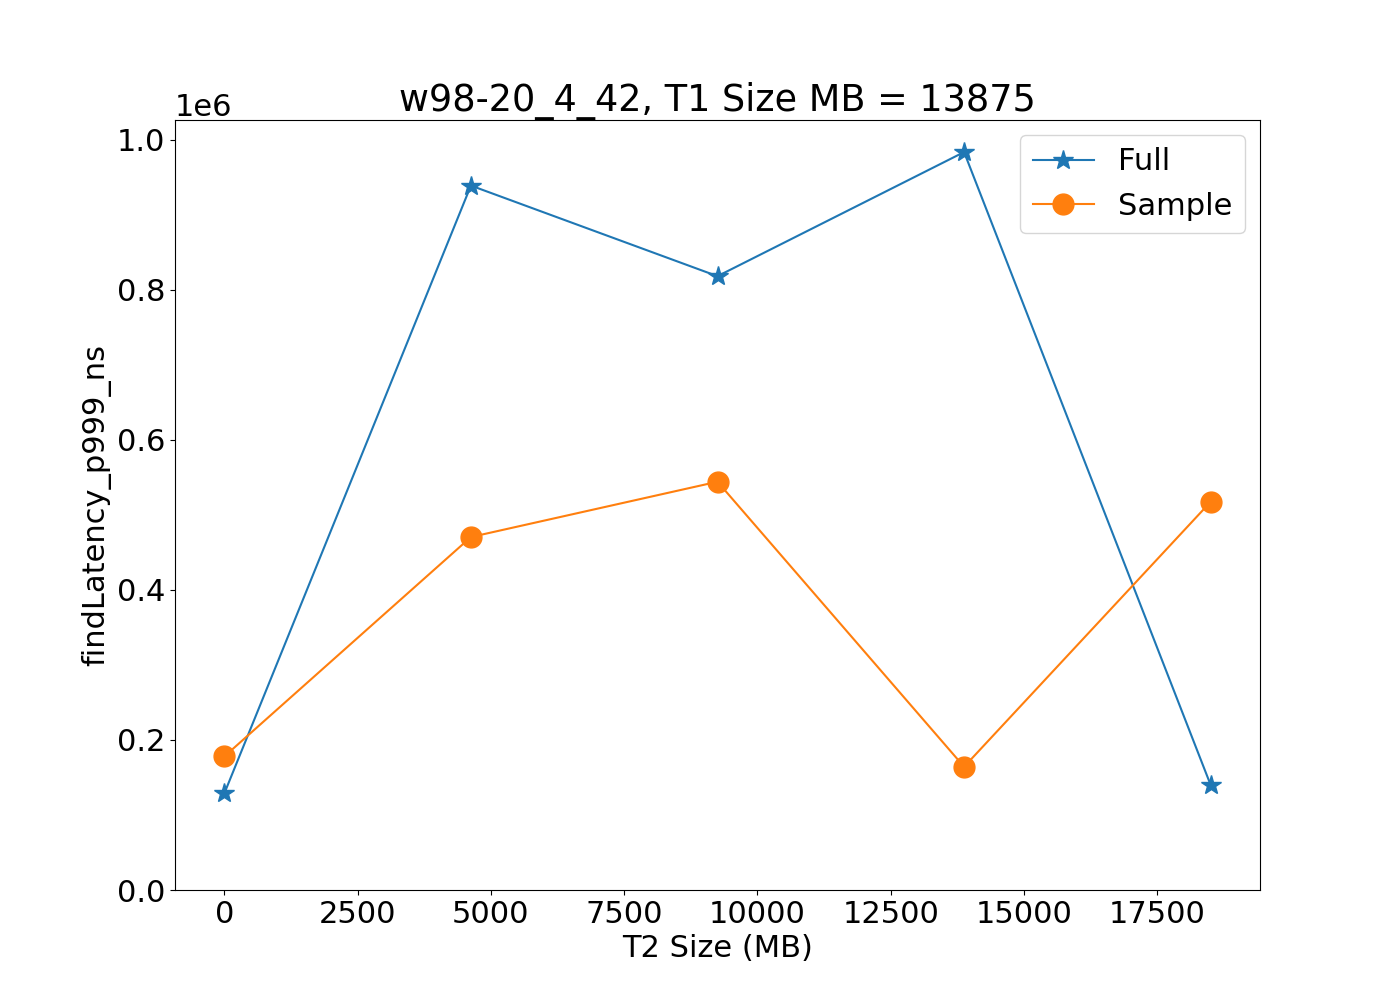 w98-20_4_42, T1 Size MB = 13875
1e6
1.0
0.8
0.6
0.4
0.2
0.0
findLatency_p999_ns
Full
Sample
0 2500 5000 7500 10000 12500 15000 17500
T2 Size (MB)